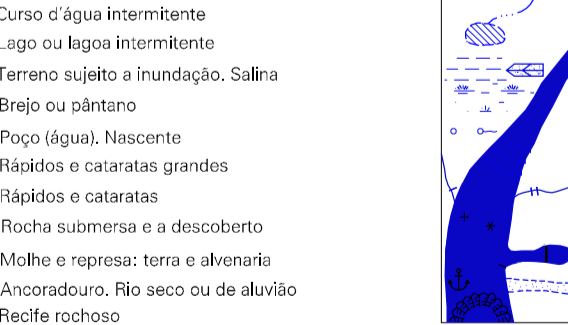 Curso d'água intermitente
Lago ou lagoa intermitente
Terreno sujeito a inundação. Salina
Brejo ou pântano
Poço (água). Nascente
Rápidos e cataratas grandes
Rápidos e cataratas
Rocha submersa e a descoberto
Molhe e represa: terra e alvenaria
Ancoradouro. Rio seco ou de aluvião
Recife rochoso